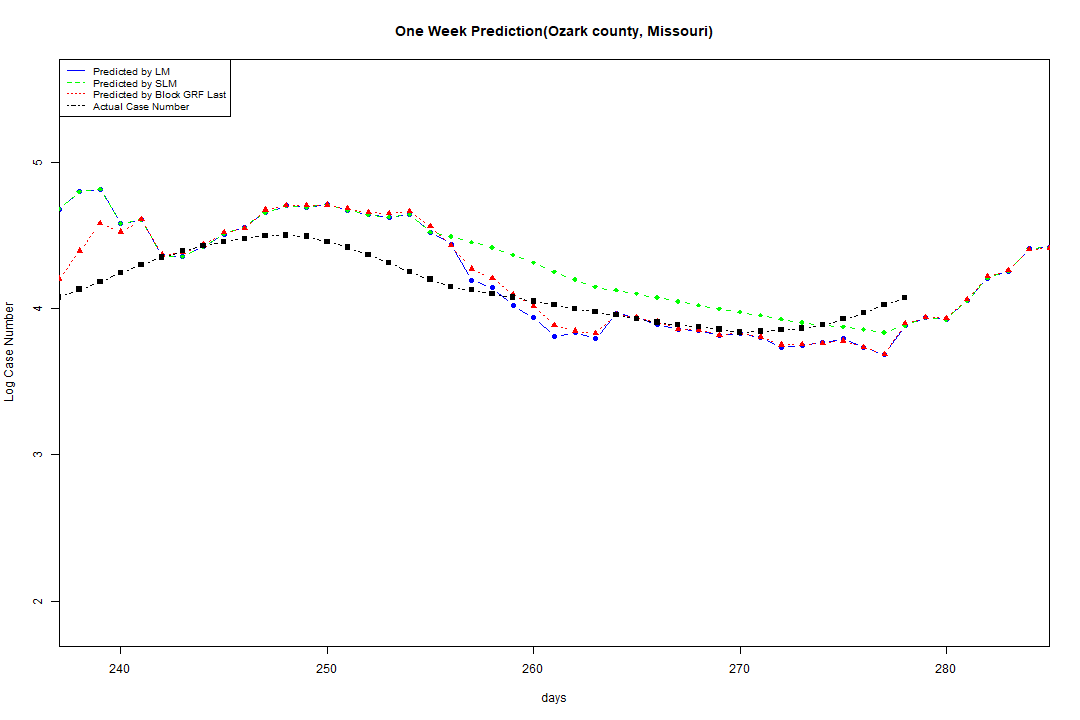 One Week Prediction(Ozark county, Missouri)
Predicted by LM
Predicted by SLM
Predicted by Block GRF Last
Actual Case Number
5
4
3
2
Log Case Number
240 250 260 270 280
days